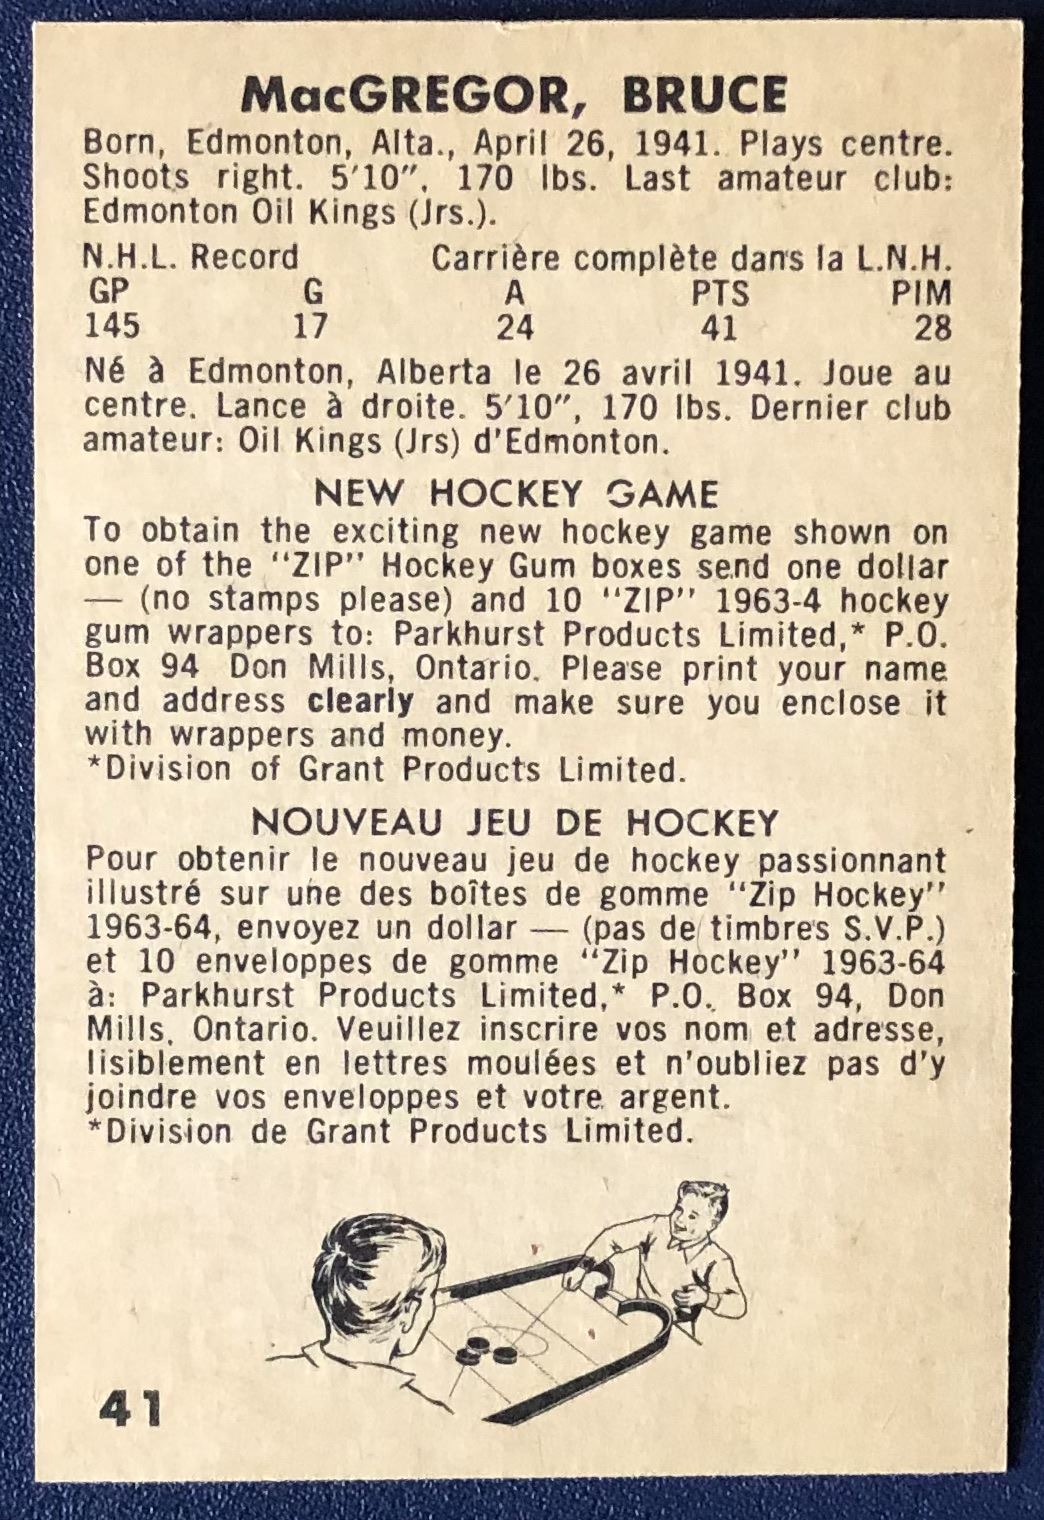 MacGREGOR, BRUCE
Born, Edmonton, Alta., April 26, 1941. Plays centre.
Shoots right. 5'10". 170 lbs. Last amateur club:
Edmonton Oil Kings (Jrs.).
N.H.L. Record Carrière complète dans la L.N.H.
GP G A PTS PIM
145 17 24 41 28
Né à Edmonton, Alberta le 26 avril 1941. Joue au
centre. Lance à droite. 5'10", 170 lbs. Dernier club
amateur: Oil Kings (Jrs) d'Edmonton.
NEW HOCKEY GAME
To obtain the exciting new hockey game shown on
one of the "ZIP" Hockey Gum boxes send one dollar
— (no stamps please) and 10 "ZIP" 1963-4 hockey
gum wrappers to: Parkhurst Products Limited,* P.O.
Box 94 Don Mills, Ontario. Please print your name
and address clearly and make sure you enclose it
with wrappers and money.
*Division of Grant Products Limited.
NOUVEAU JEU DE HOCKEY
Pour obtenir le nouveau jeu de hockey passionnant
illustré sur une des boîtes de gomme "Zip Hockey"
1963-64, envoyez un dollar — (pas de timbres S.V.P.)
et 10 enveloppes de gomme "Zip Hockey" 1963-64
à: Parkhurst Products Limited,* P.O. Box 94, Don
Mills, Ontario. Veuillez inscrire vos nom et adresse,
lisiblement en lettres moulées et n'oubliez pas d'y
joindre vos enveloppes et votre argent.
*Division de Grant Products Limited.
41